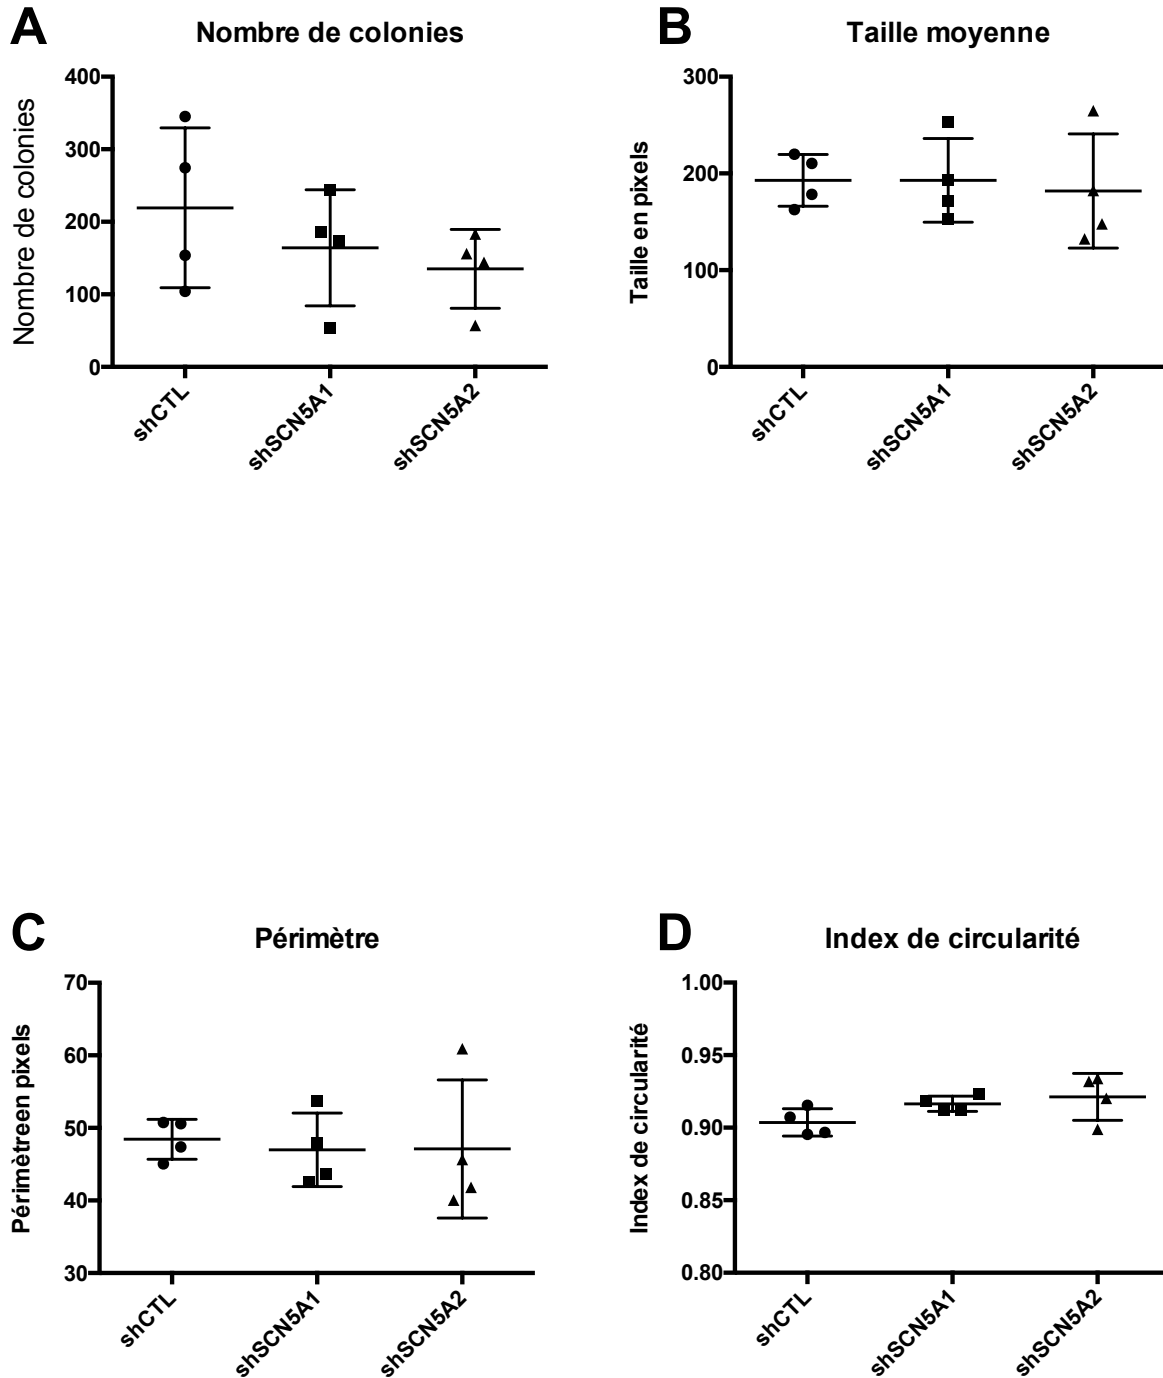 A
Nombre de colonies
Nombre de colonies
400
300
200
100
0
shCTL
shSCN5A1
shSCN5A2
B
Taille moyenne
Taille en pixels
300
200
100
0
shCTL
shSCN5A1
shSCN5A2
C
Périmètre
Périmètre en pixels
70
60
50
40
30
shCTL
shSCN5A1
shSCN5A2
D
Index de circularité
Index de circularité
1.00
0.95
0.90
0.85
0.80
shCTL
shSCN5A1
shSCN5A2